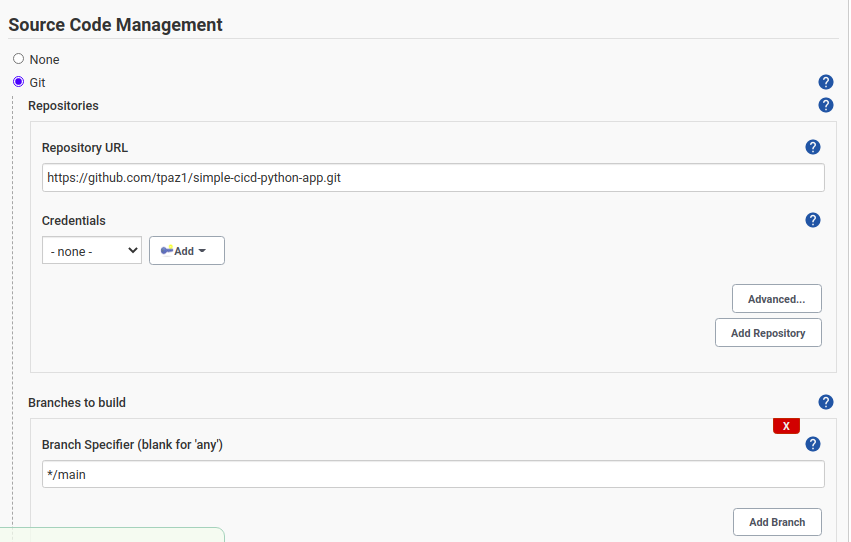 Source Code Management
None
Git
Repositories
Repository URL
https://github.com/tpaz1/simple-cicd-python-app.git
Credentials
- none -
Add
Advanced...
Add Repository
Branches to build
X
Branch Specifier (blank for 'any')
*/main
Add Branch